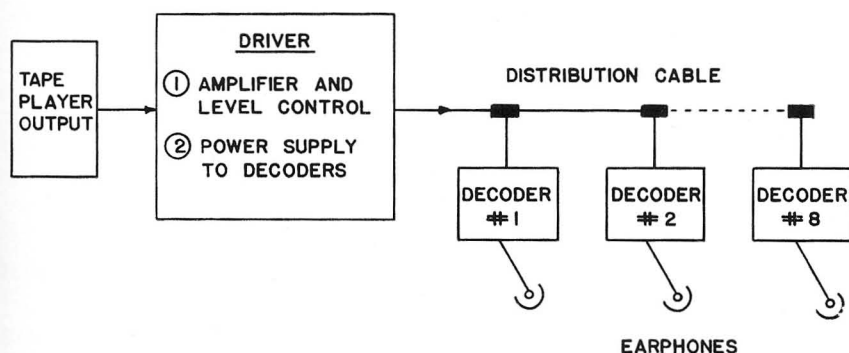 TAPE
PLAYER
OUTPUT
DRIVER
① AMPLIFIER AND
LEVEL CONTROL
② POWER SUPPLY
TO DECODERS
DISTRIBUTION CABLE
DECODER
# 1
DECODER
# 2
DECODER
# 8
EARPHONES